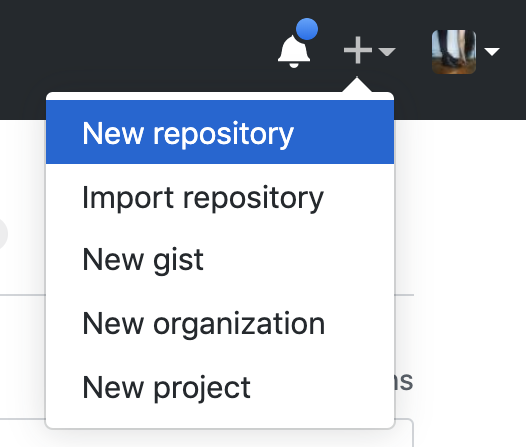 New repository
Import repository
New gist
New organization
New project